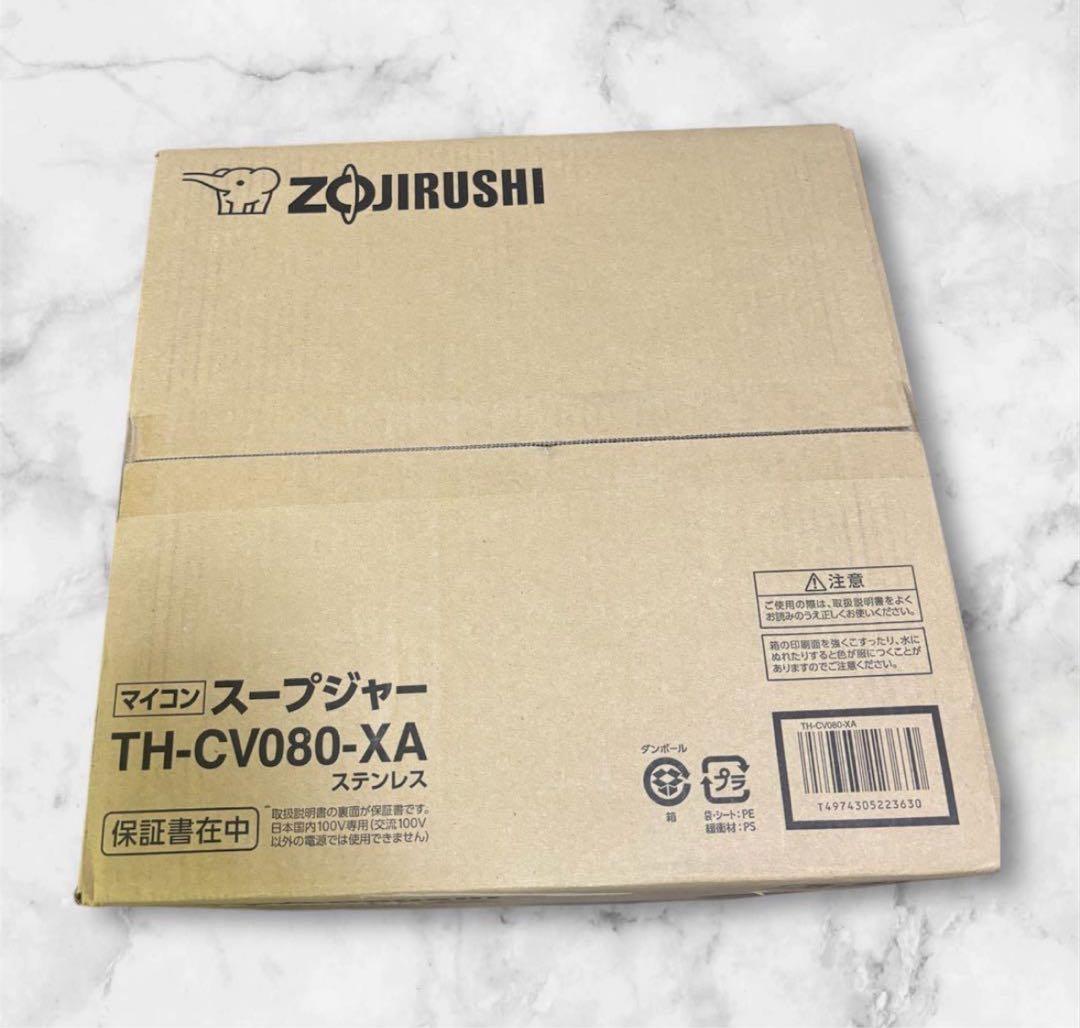 ZOJIRUSHI
マイコン スープジャー
TH-CV080-XA
ステンレス
保証書在中
取扱説明書の裏面が保証書です。
日本国内100V専用(交流100V
以外の電源では使用できません)
注意
ご使用の際は、取扱説明書をよく
お読みのうえ正しくお使いください。
箱の印刷面を強くこすったり、水に
ぬれたりすると色が服につくことが
ありますのでご注意ください。
ダンボール
箱
プラ
袋・シート:PE
緩衝材:PS
TH-CV080-XA
T4974305223630